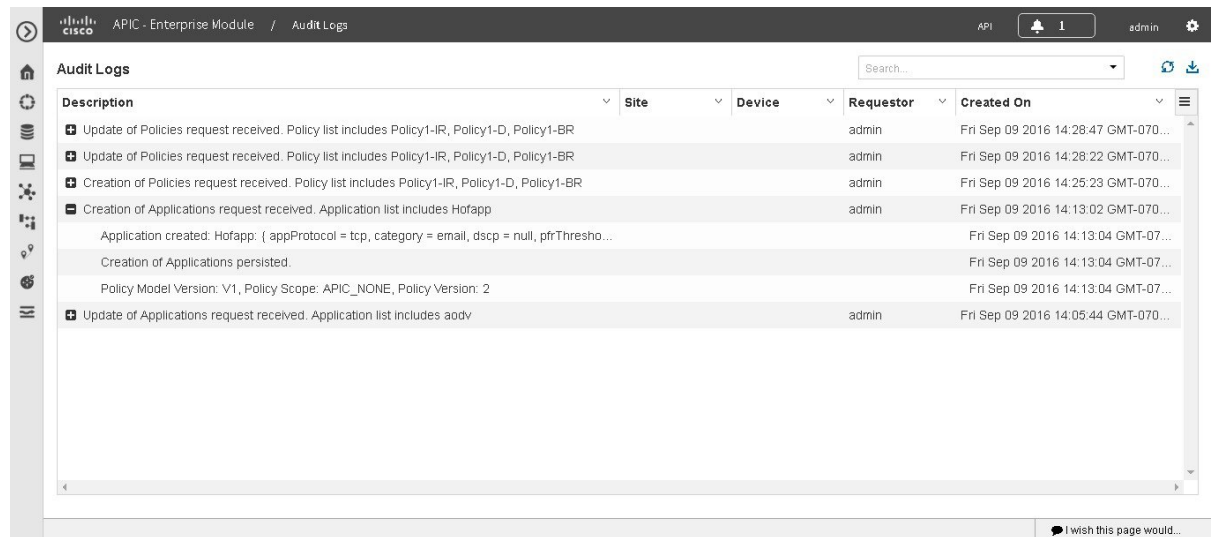 CISCO APIC - Enterprise Module / Audit Logs API 1 admin
Audit Logs Search...
Description Site Device Requestor Created On
Update of Policies request received. Policy list includes Policy1-IR, Policy1-D, Policy1-BR admin Fri Sep 09 2016 14:28:47 GMT-070...
Update of Policies request received. Policy list includes Policy1-IR, Policy1-D, Policy1-BR admin Fri Sep 09 2016 14:28:22 GMT-070...
Creation of Policies request received. Policy list includes Policy1-IR, Policy1-D, Policy1-BR admin Fri Sep 09 2016 14:25:23 GMT-070...
Creation of Applications request received. Application list includes Hofapp admin Fri Sep 09 2016 14:13:02 GMT-070...
Application created: Hofapp: { appProtocol = tcp, category = email, dscp = null, pfrThresho... Fri Sep 09 2016 14:13:04 GMT-07...
Creation of Applications persisted. Fri Sep 09 2016 14:13:04 GMT-07...
Policy Model Version: V1, Policy Scope: APIC_NONE, Policy Version: 2 Fri Sep 09 2016 14:13:04 GMT-07...
Update of Applications request received. Application list includes aodv admin Fri Sep 09 2016 14:05:44 GMT-070...
I wish this page would...